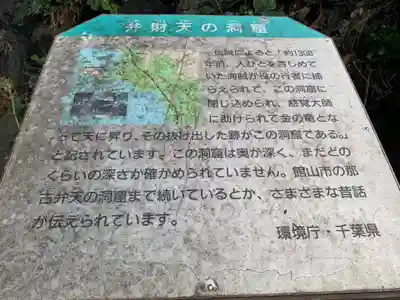 弁財天の洞窟
伝説によると「約1300
年前、人びとを苦しめて
いた海賊が役の行者に捕
らえられて、この洞窟に
閉じ込められ、慈覚大師
に助けられて金の竜とな
って天に昇り、その抜け出した跡がこの洞窟である。」
と記されています。この洞窟は奥が深く、まだどの
くらいの深さか確かめられていません。館山市の那
古弁天の洞窟まで続いているとか、さまざまな昔話
が伝えられています。
環境庁・千葉県